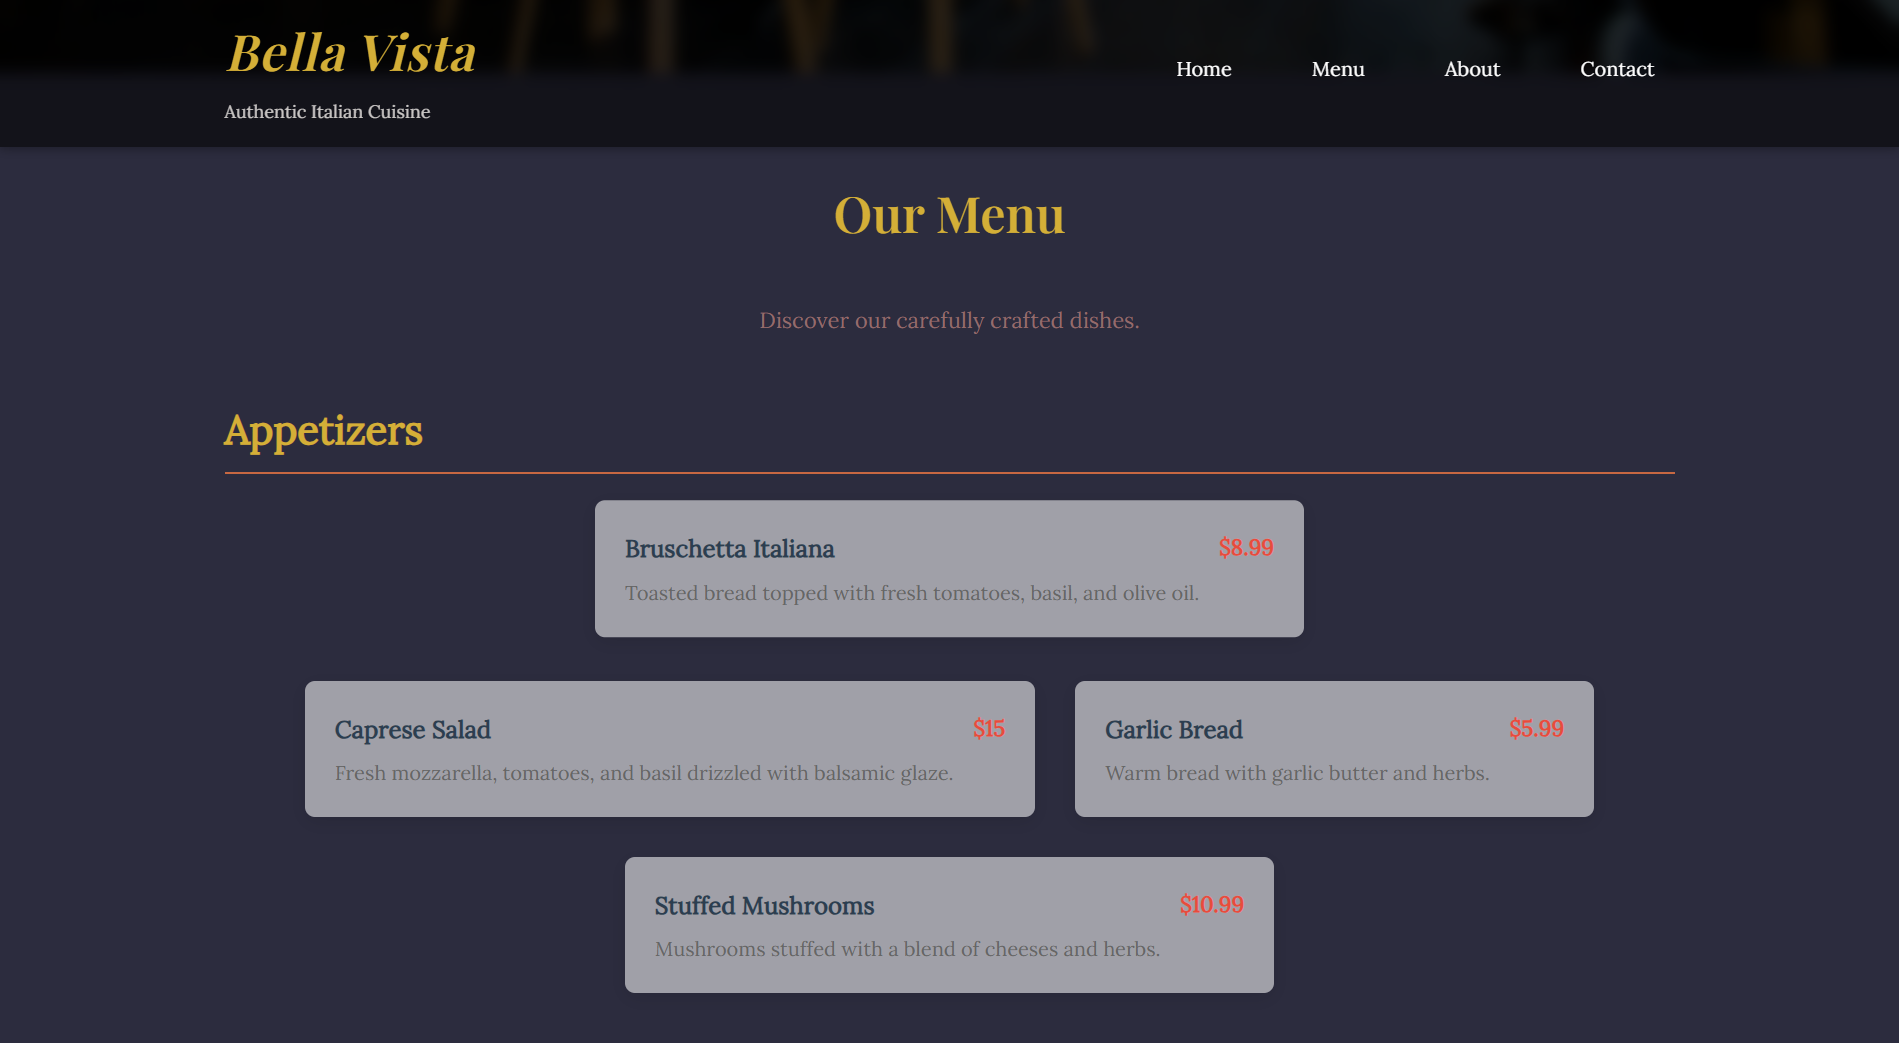 Bella Vista
Authentic Italian Cuisine
Home Menu About Contact
Our Menu
Discover our carefully crafted dishes.
Appetizers
Bruschetta Italiana $8.99
Toasted bread topped with fresh tomatoes, basil, and olive oil.
Caprese Salad $15
Fresh mozzarella, tomatoes, and basil drizzled with balsamic glaze.
Garlic Bread $5.99
Warm bread with garlic butter and herbs.
Stuffed Mushrooms $10.99
Mushrooms stuffed with a blend of cheeses and herbs.